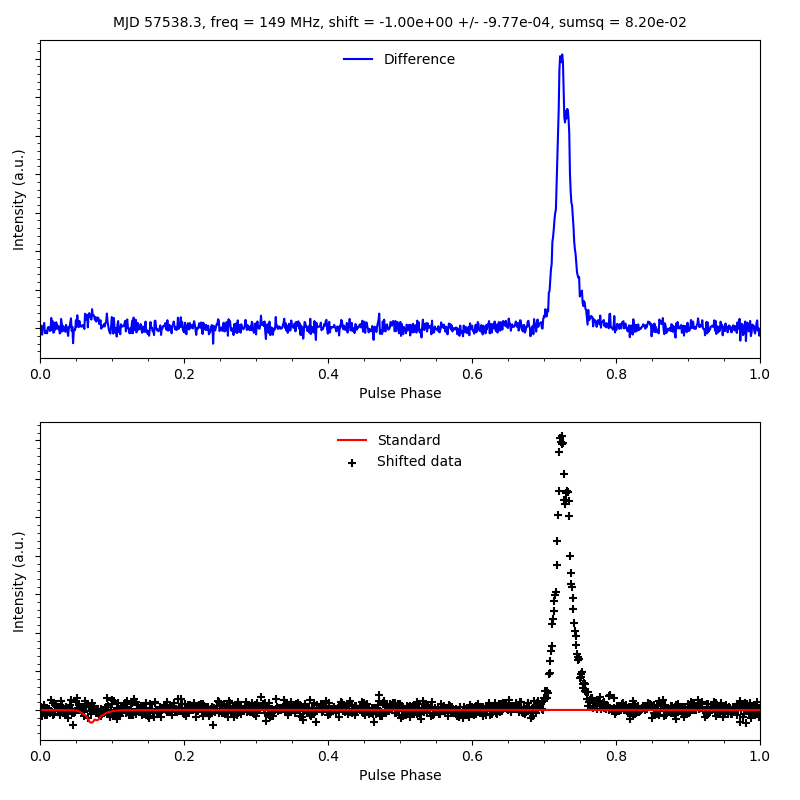 MJD 57538.3, freq = 149 MHz, shift = -1.00e+00 +/- -9.77e-04, sumsq = 8.20e-02
Difference
Intensity (a.u.)
0.0 0.2 0.4 0.6 0.8 1.0
Pulse Phase
Standard
Shifted data
Intensity (a.u.)
0.0 0.2 0.4 0.6 0.8 1.0
Pulse Phase